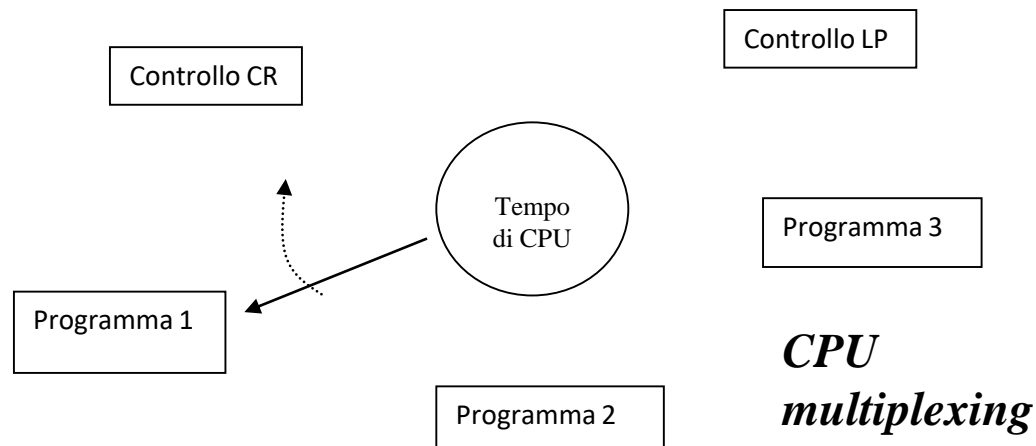 Controllo LP
Controllo CR
Tempo
di CPU
Programma 3
Programma 1
CPU
multiplexing
Programma 2